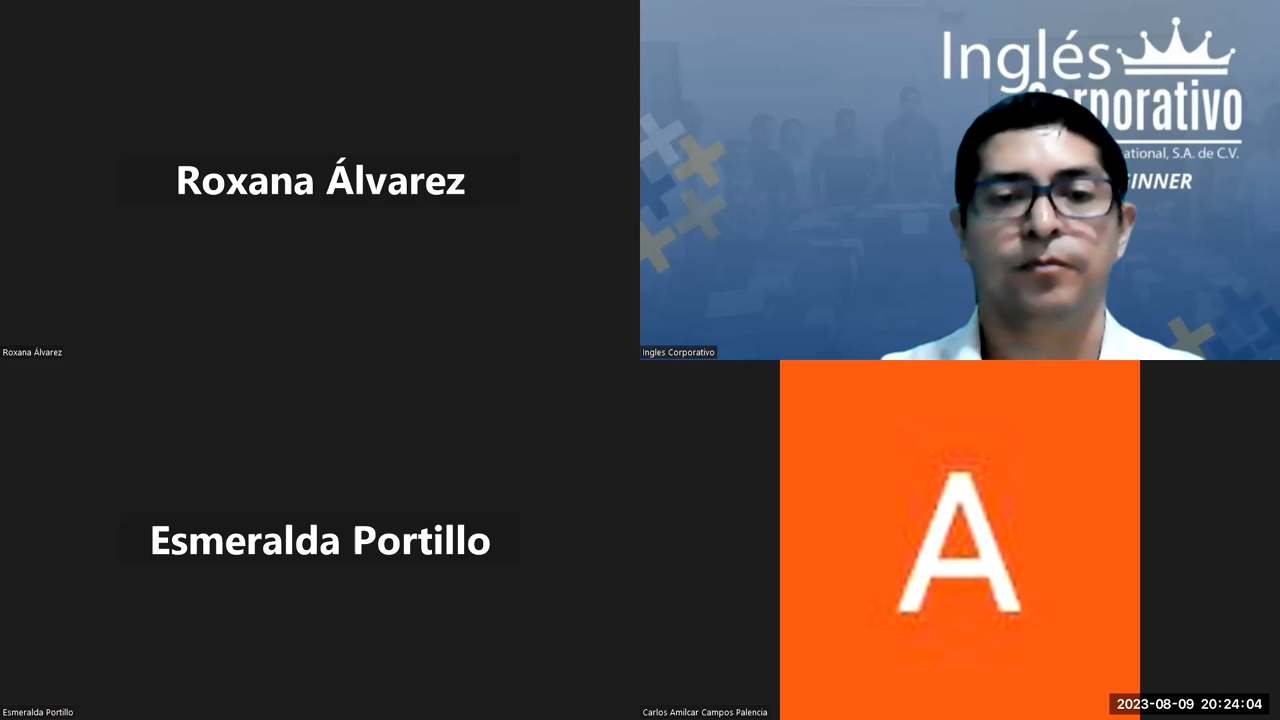 Roxana Álvarez
Roxana Álvarez
Inglés
Corporativo
ational, S.A. de C.V.
GINNER
Ingles Corporativo
Esmeralda Portillo
Esmeralda Portillo
A
Carlos Amilcar Campos Palencia
2023-08-09 20:24:04